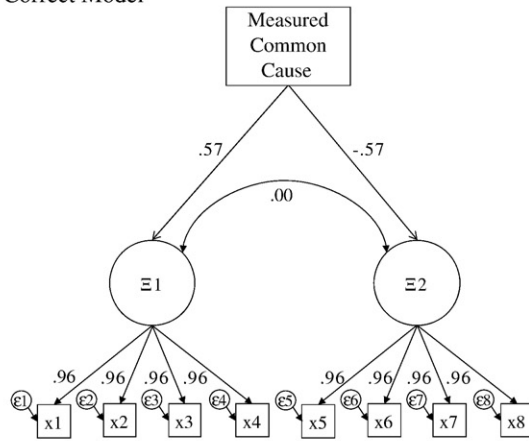 Correct Model
Measured
Common
Cause
.57
-.57
.00
Ξ1
Ξ2
.96
.96
.96
.96
.96
.96
.96
.96
ε1
ε2
ε3
ε4
ε5
ε6
ε7
ε8
x1
x2
x3
x4
x5
x6
x7
x8